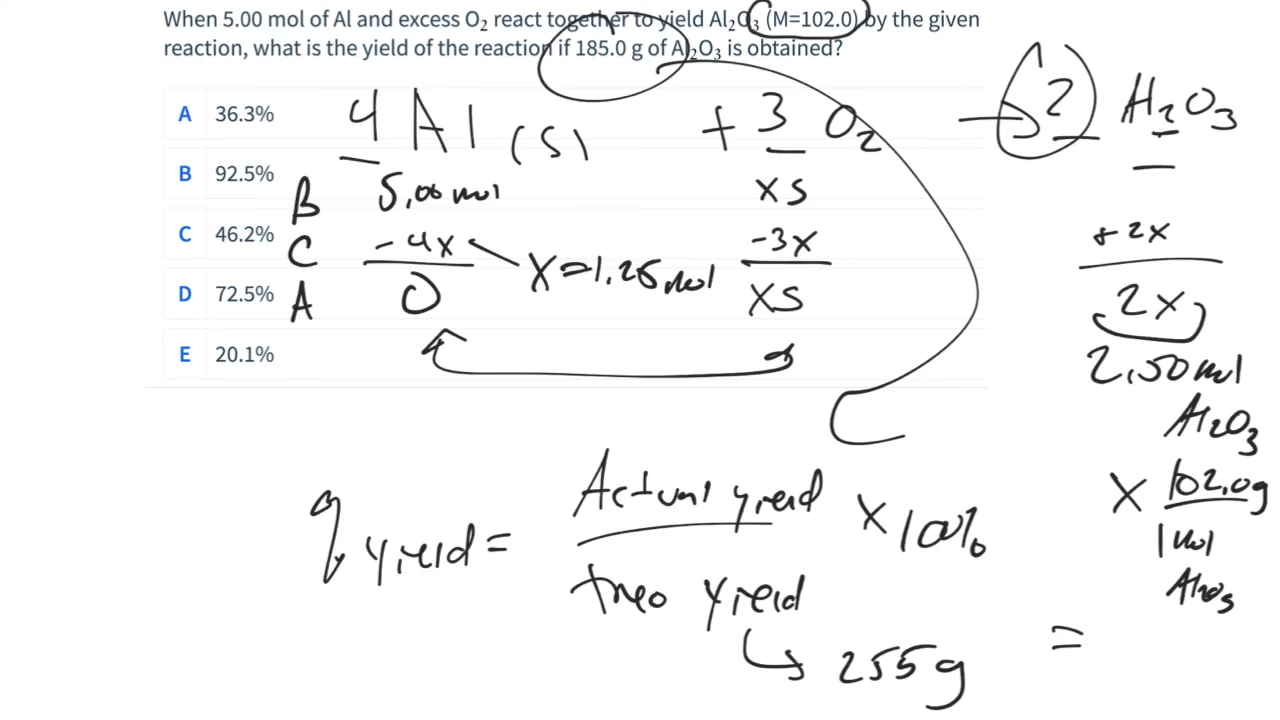 When 5.00 mol of Al and excess O₂ react together to yield Al₂O₃ (M=102.0) by the given
reaction, what is the yield of the reaction if 185.0 g of Al₂O₃ is obtained?
A 36.3%
B 92.5%
C 46.2%
D 72.5%
E 20.1%
4 Al (s) + 3 O₂ → 2 Al₂O₃
B 5.00 mol xs
C -4x -3x +2x
x=1.25 mol
A 0 xs 2x
2.50 mol
Al₂O₃
x 102.0g
1 mol
Al₂O₃
=
% yield = Actual yield x 100%
theo yield
↳ 255g